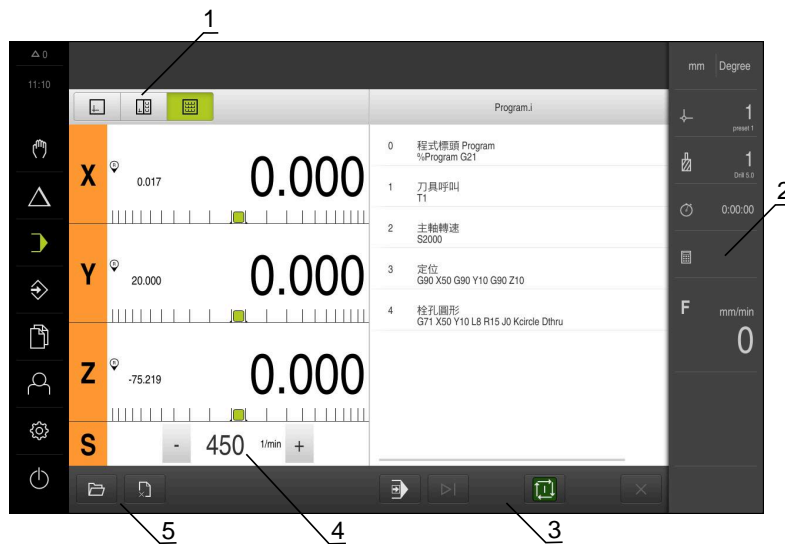 1
0
11:10
mm Degree
Program.i
1
preset 1
X
R
0.017
0.000
0 程式標頭 Program
%Program G21
1
Drill 5.0
1 刀具呼叫
T1
2
0:00:00
2 主軸轉速
S2000
Y
R
20.000
0.000
3 定位
G90 X50 G90 Y10 G90 Z10
F mm/min
0
4 栓孔圓形
G71 X50 Y10 L8 R15 J0 Kcircle Dthru
Z
R
-75.219
0.000
S - 450 1/min +
5
4
3